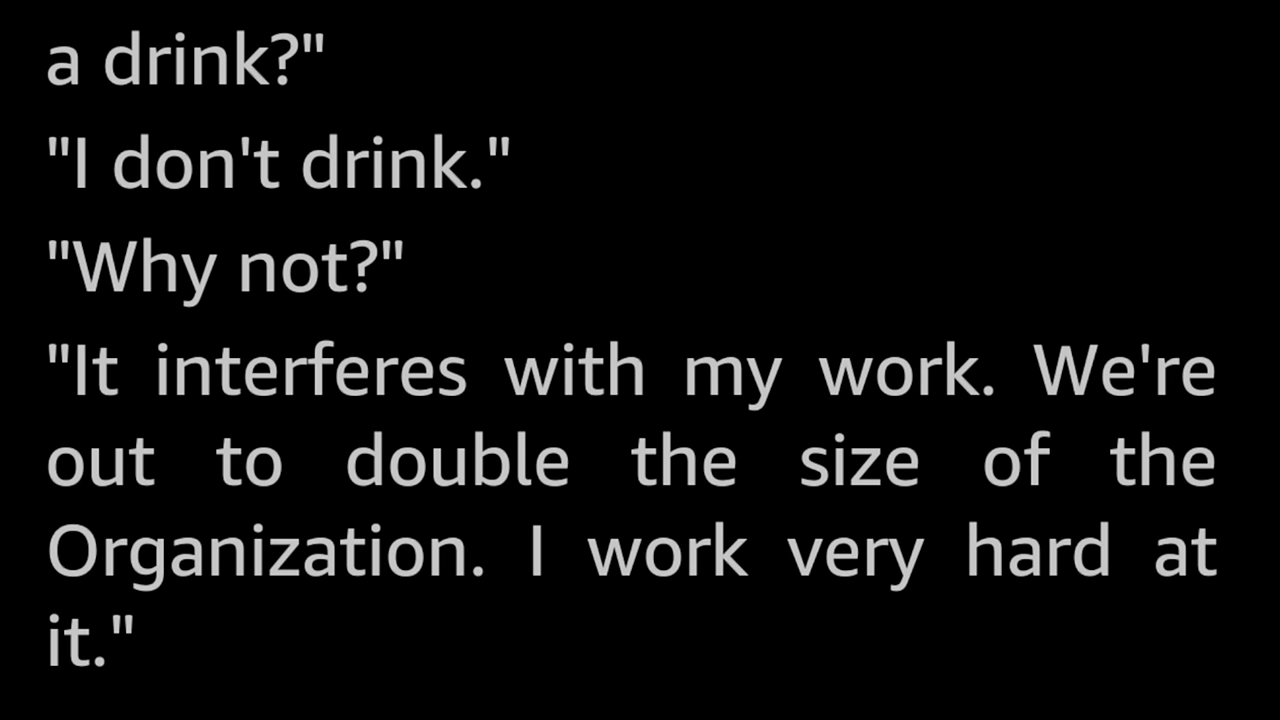 a drink?"
"I don't drink."
"Why not?"
"It interferes with my work. We're
out to double the size of the
Organization. I work very hard at
it."